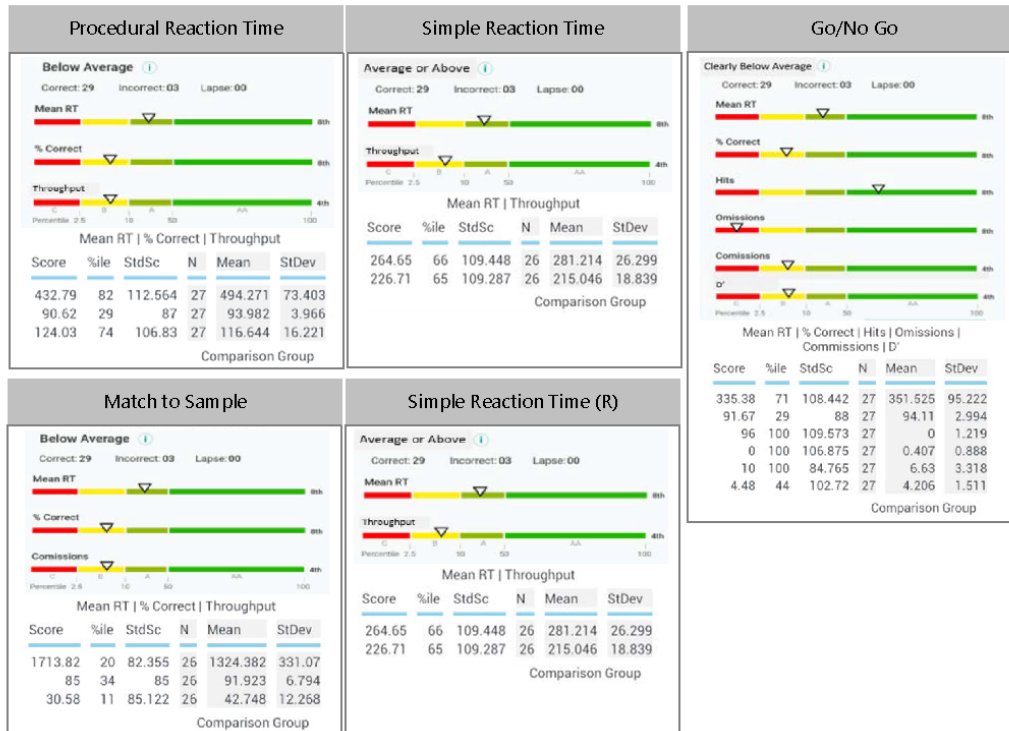 Procedural Reaction Time
Below Average i
Correct: 29 Incorrect: 03 Lapse: 00
Mean RT
8th
% Correct
8th
Throughput
4th
C B A AA
Percentile 2.5 10 50 100
Mean RT | % Correct | Throughput
Score %ile StdSc N Mean StDev
432.79 82 112.564 27 494.271 73.403
90.62 29 87 27 93.982 3.966
124.03 74 106.83 27 116.644 16.221
Comparison Group
Simple Reaction Time
Average or Above i
Correct: 29 Incorrect: 03 Lapse: 00
Mean RT
8th
Throughput
4th
C B A AA
Percentile 2.5 10 50 100
Mean RT | Throughput
Score %ile StdSc N Mean StDev
264.65 66 109.448 26 281.214 26.299
226.71 65 109.287 26 215.046 18.839
Comparison Group
Go/No Go
Clearly Below Average i
Correct: 29 Incorrect: 03 Lapse: 00
Mean RT
8th
% Correct
8th
Hits
8th
Omissions
8th
Comissions
4th
D'
4th
C B A AA
Percentile 2.5 10 50 100
Mean RT | % Correct | Hits | Omissions |
Commissions | D'
Score %ile StdSc N Mean StDev
335.38 71 108.442 27 351.525 95.222
91.67 29 88 27 94.11 2.994
96 100 109.573 27 0 1.219
0 100 106.875 27 0.407 0.888
10 100 84.765 27 6.63 3.318
4.48 44 102.72 27 4.206 1.511
Comparison Group
Match to Sample
Below Average i
Correct: 29 Incorrect: 03 Lapse: 00
Mean RT
8th
% Correct
8th
Comissions
4th
C B A AA
Percentile 2.5 10 50 100
Mean RT | % Correct | Throughput
Score %ile StdSc N Mean StDev
1713.82 20 82.355 26 1324.382 331.07
85 34 85 26 91.923 6.794
30.58 11 85.122 26 42.748 12.268
Comparison Group
Simple Reaction Time (R)
Average or Above i
Correct: 29 Incorrect: 03 Lapse: 00
Mean RT
8th
Throughput
4th
C B A AA
Percentile 2.5 10 50 100
Mean RT | Throughput
Score %ile StdSc N Mean StDev
264.65 66 109.448 26 281.214 26.299
226.71 65 109.287 26 215.046 18.839
Comparison Group